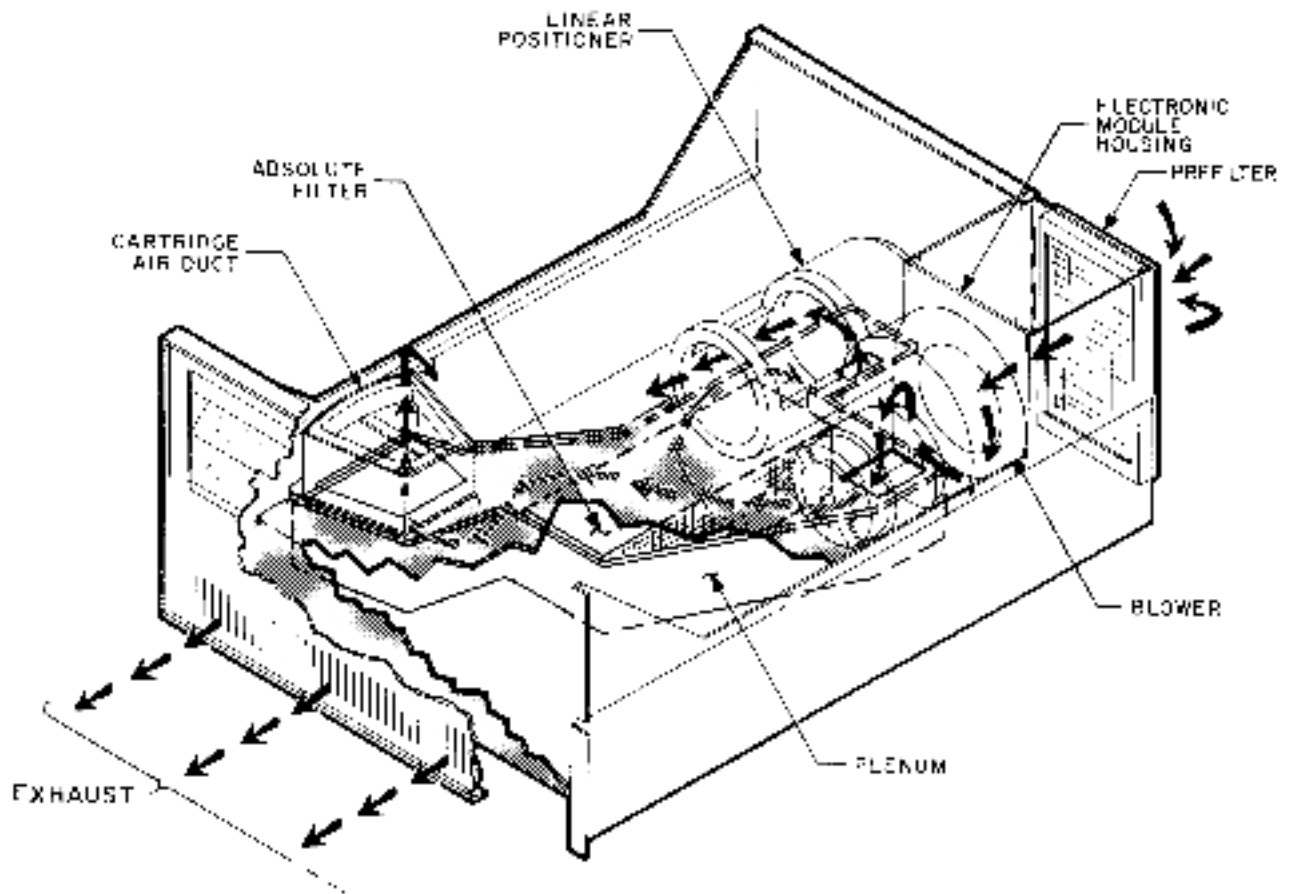 LINEAR
POSITIONER
ELECTRONIC
MODULE
HOUSING
PREFILTER
ABSOLUTE
FILTER
CARTRIDGE
AIR DUCT
BLOWER
PLENUM
EXHAUST